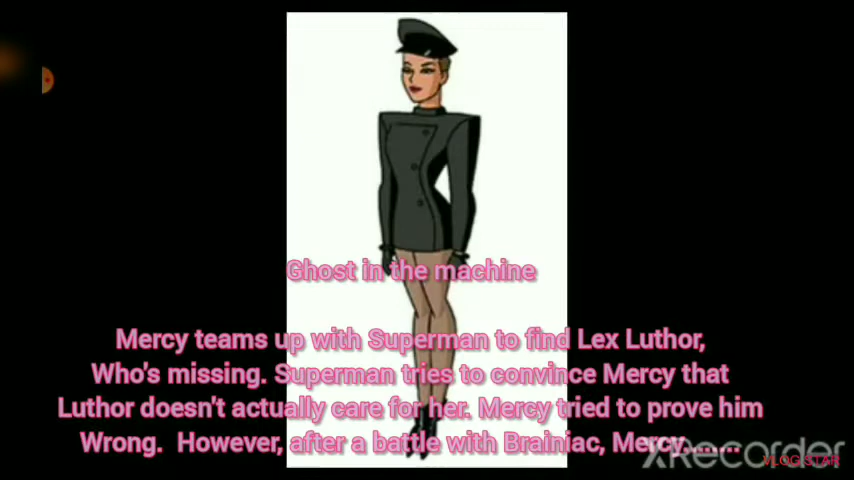 Ghost in the machine
Mercy teams up with Superman to find Lex Luthor,
Who's missing. Superman tries to convince Mercy that
Luthor doesn't actually care for her. Mercy tried to prove him
Wrong.  However, after a battle with Brainiac, Mercy........
XRecorder
VLOG STAR